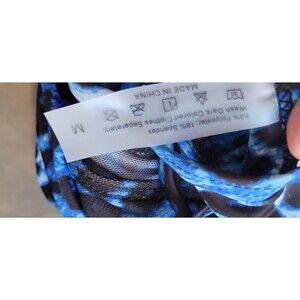 82% Polyester, 18% Spandex
Wash Dark Colored Clothes Separately
MADE IN CHINA
M